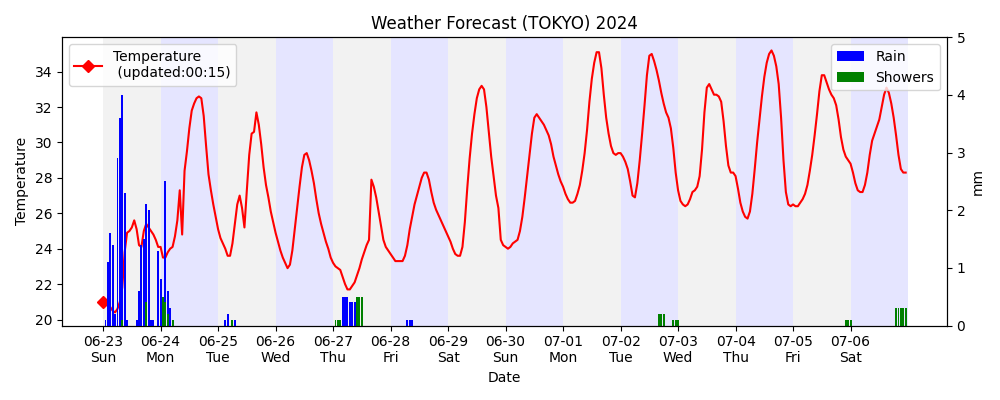 Weather Forecast (TOKYO) 2024
Temperature
(updated:00:15)
Rain
Showers
Temperature
34
32
30
28
26
24
22
20
5
4
3
2
1
0
mm
06-23 06-24 06-25 06-26 06-27 06-28 06-29 06-30 07-01 07-02 07-03 07-04 07-05 07-06
Sun Mon Tue Wed Thu Fri Sat Sun Mon Tue Wed Thu Fri Sat
Date